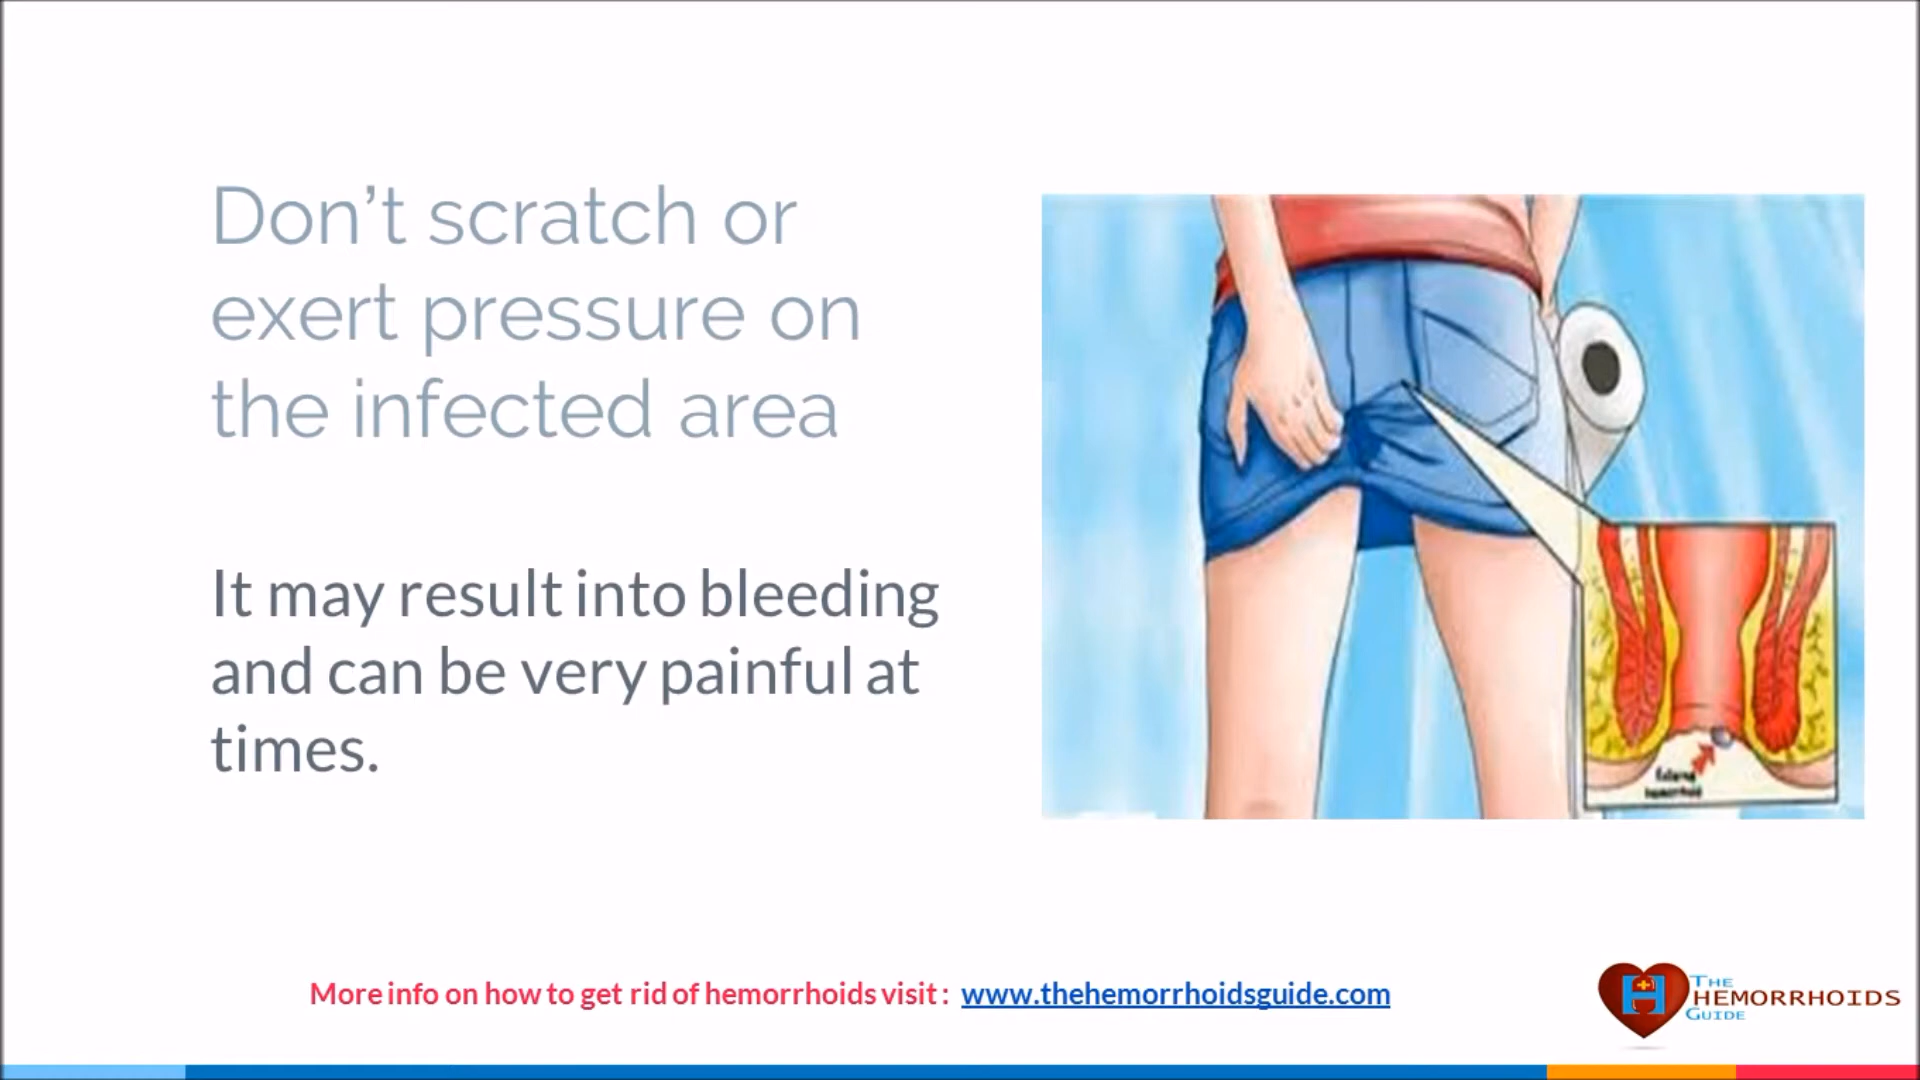 Don't scratch or
exert pressure on
the infected area
It may result into bleeding
and can be very painful at
times.
hemorrhoid
More info on how to get rid of hemorrhoids visit : www.thehemorrhoidsguide.com
THE
HEMORRHOIDS
GUIDE